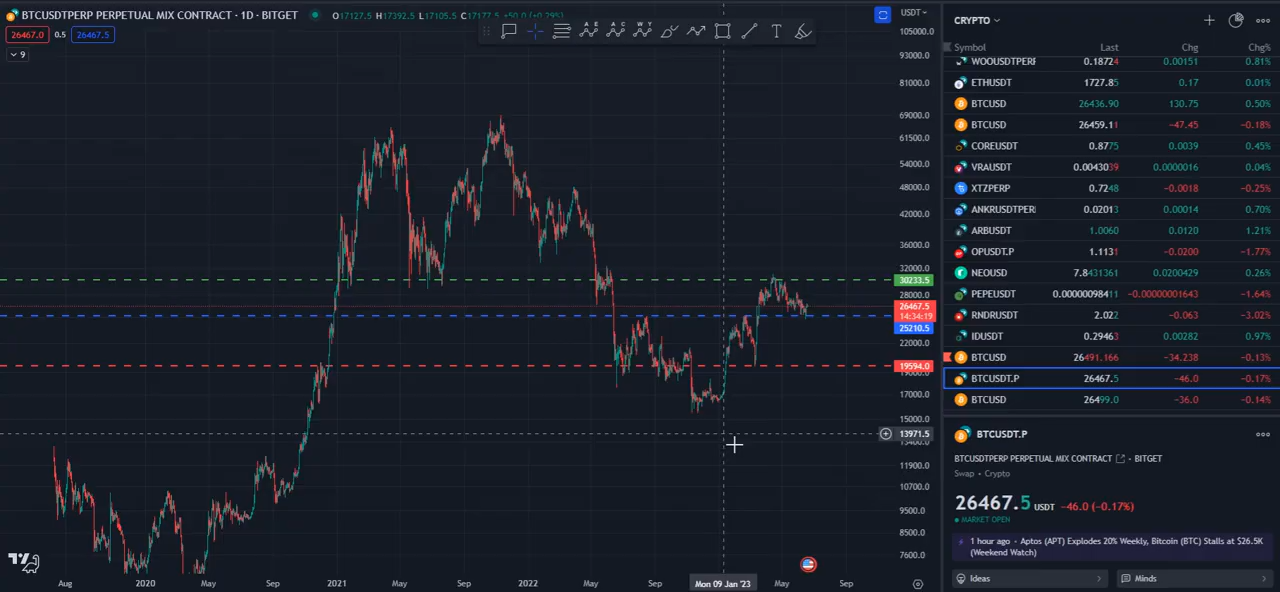 BTCUSDTPERP PERPETUAL MIX CONTRACT · 1D · BITGET O17127.5 H17392.5 L17105.5 C17177.5 +50.0 (+0.29%)
26467.0 0.5 26467.5
9
A E A C W Y
T
USDT
105000.0
93000.0
81000.0
69000.0
61500.0
54000.0
48000.0
42000.0
36000.0
32000.0
30233.5
28000.0
26467.5
14:34:19
25210.5
22000.0
19594.0
17000.0
15000.0
13971.5
11900.0
10700.0
9500.0
8500.0
7600.0
Aug 2020 May Sep 2021 May Sep 2022 May Sep Mon 09 Jan '23 May Sep
CRYPTO
Symbol Last Chg Chg%
WOOUSDTPERP 0.18724 0.00151 0.81%
ETHUSDT 1727.85 0.17 0.01%
BTCUSD 26436.90 130.75 0.50%
BTCUSD 26459.11 −47.45 −0.18%
COREUSDT 0.8775 0.0039 0.45%
VRAUSDT 0.0043039 0.0000016 0.04%
XTZPERP 0.7248 −0.0018 −0.25%
ANKRUSDTPERP 0.02013 0.00014 0.70%
ARBUSDT 1.0060 0.0120 1.21%
OPUSDT.P 1.1131 −0.0200 −1.77%
NEOUSD 7.8431361 0.0200429 0.26%
PEPEUSDT 0.00000098411 −0.00000001643 −1.64%
RNDRUSDT 2.022 −0.063 −3.02%
IDUSDT 0.29463 0.00282 0.97%
BTCUSD 26491.166 −34.238 −0.13%
BTCUSDT.P 26467.5 −46.0 −0.17%
BTCUSD 26499.0 −36.0 −0.14%
BTCUSDT.P
BTCUSDTPERP PERPETUAL MIX CONTRACT · BITGET
Swap · Crypto
26467.5 USDT −46.0 (−0.17%)
MARKET OPEN
1 hour ago · Aptos (APT) Explodes 20% Weekly, Bitcoin (BTC) Stalls at $26.5K
(Weekend Watch)
Ideas
Minds